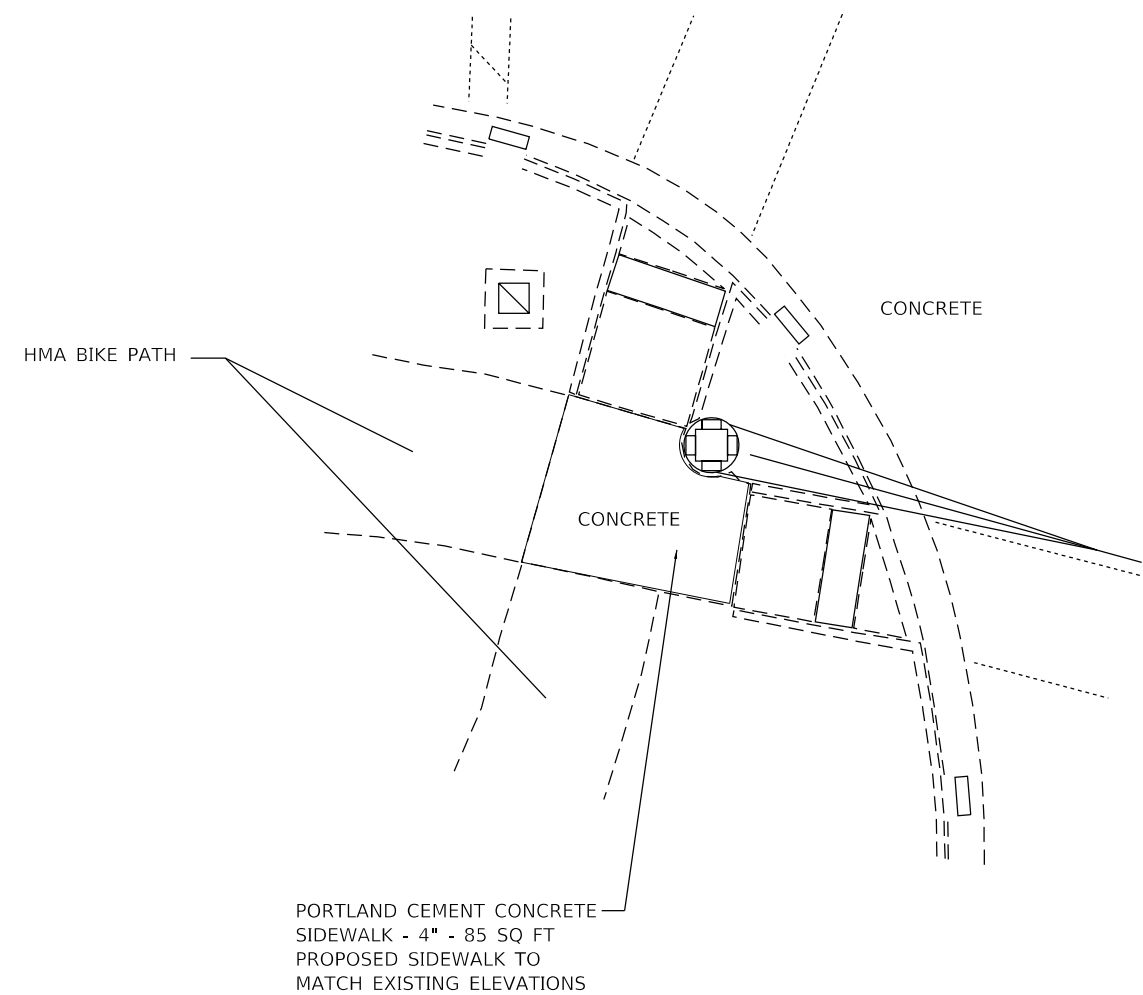 CONCRETE
HMA BIKE PATH
CONCRETE
PORTLAND CEMENT CONCRETE
SIDEWALK - 4" - 85 SQ FT
PROPOSED SIDEWALK TO
MATCH EXISTING ELEVATIONS